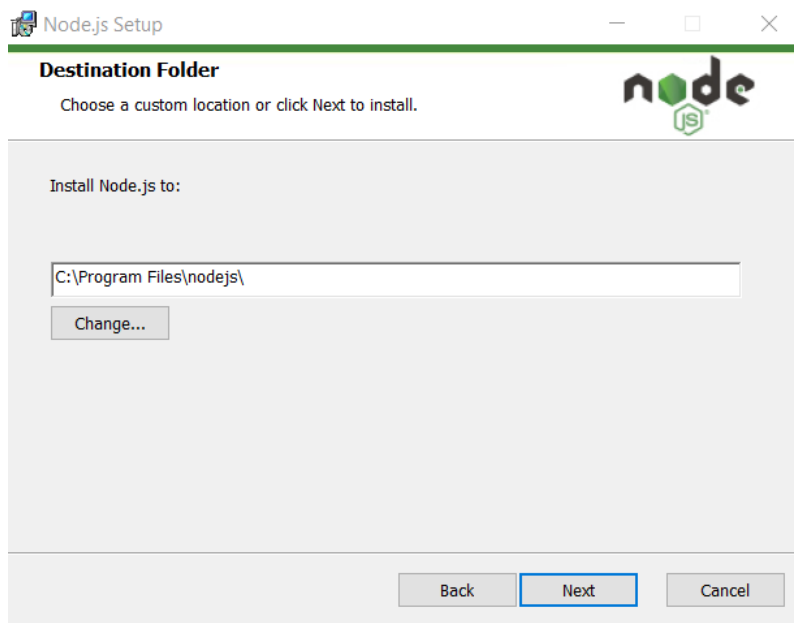 Node.js Setup
Destination Folder
Choose a custom location or click Next to install.
node
JS
Install Node.js to:
C:\Program Files\nodejs\
Change...
Back Next Cancel